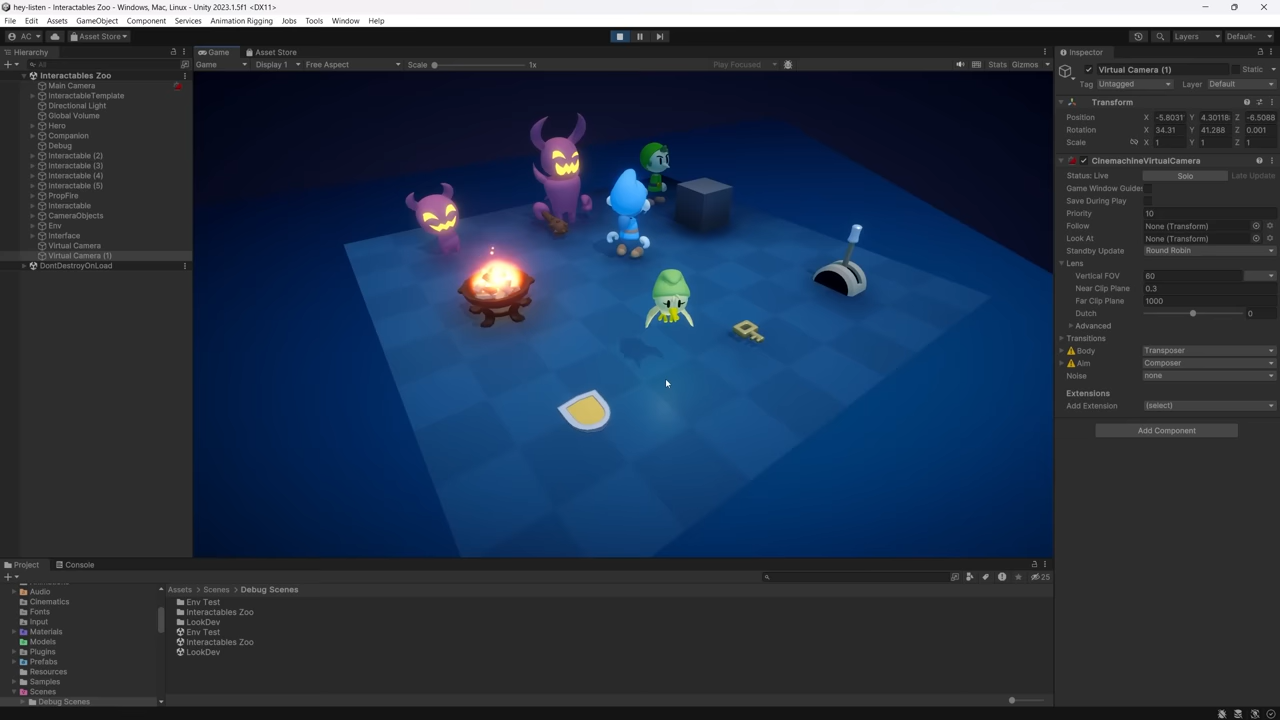 hey-listen - Interactables Zoo - Windows, Mac, Linux - Unity 2023.1.5f1 <DX11>
File Edit Assets GameObject Component Services Animation Rigging Jobs Tools Window Help
AC Asset Store Layers Default-
Hierarchy
All
Interactables Zoo
Main Camera
InteractableTemplate
Directional Light
Global Volume
Hero
Companion
Debug
Interactable (2)
Interactable (3)
Interactable (4)
Interactable (5)
PropFire
Interactable
CameraObjects
Env
Interface
Virtual Camera
Virtual Camera (1)
DontDestroyOnLoad
Game Asset Store
Game Display 1 Free Aspect Scale 1x Play Focused Stats Gizmos
Inspector
Virtual Camera (1) Static
Tag Untagged Layer Default
Transform
Position X -5.8031 Y 4.30118 Z -6.5088
Rotation X 34.31 Y 41.288 Z 0.001
Scale X 1 Y 1 Z 1
CinemachineVirtualCamera
Status: Live Solo Late Update
Game Window Guides
Save During Play
Priority 10
Follow None (Transform)
Look At None (Transform)
Standby Update Round Robin
Lens
Vertical FOV 60
Near Clip Plane 0.3
Far Clip Plane 1000
Dutch 0
Advanced
Transitions
Body Transposer
Aim Composer
Noise none
Extensions
Add Extension (select)
Add Component
Project Console
25
Audio
Cinematics
Fonts
Input
Materials
Models
Plugins
Prefabs
Resources
Samples
Scenes
Debug Scenes
Assets > Scenes > Debug Scenes
Env Test
Interactables Zoo
LookDev
Env Test
Interactables Zoo
LookDev